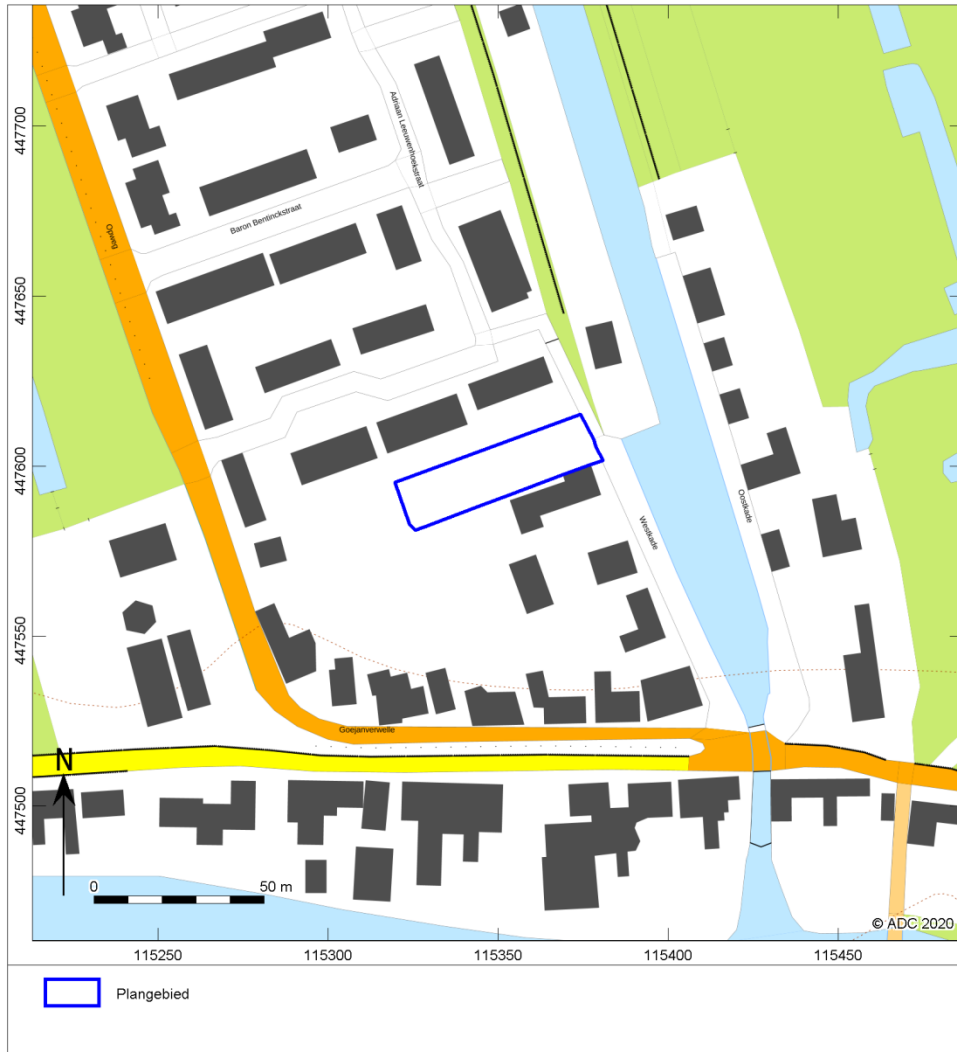 447700
447650
447600
447550
447500
Adriaan Leeuwenhoekstraat
Baron Bentinckstraat
Opweg
Westkade
Oostkade
Goejanverwelle
N
0 50 m
© ADC 2020
115250 115300 115350 115400 115450
Plangebied